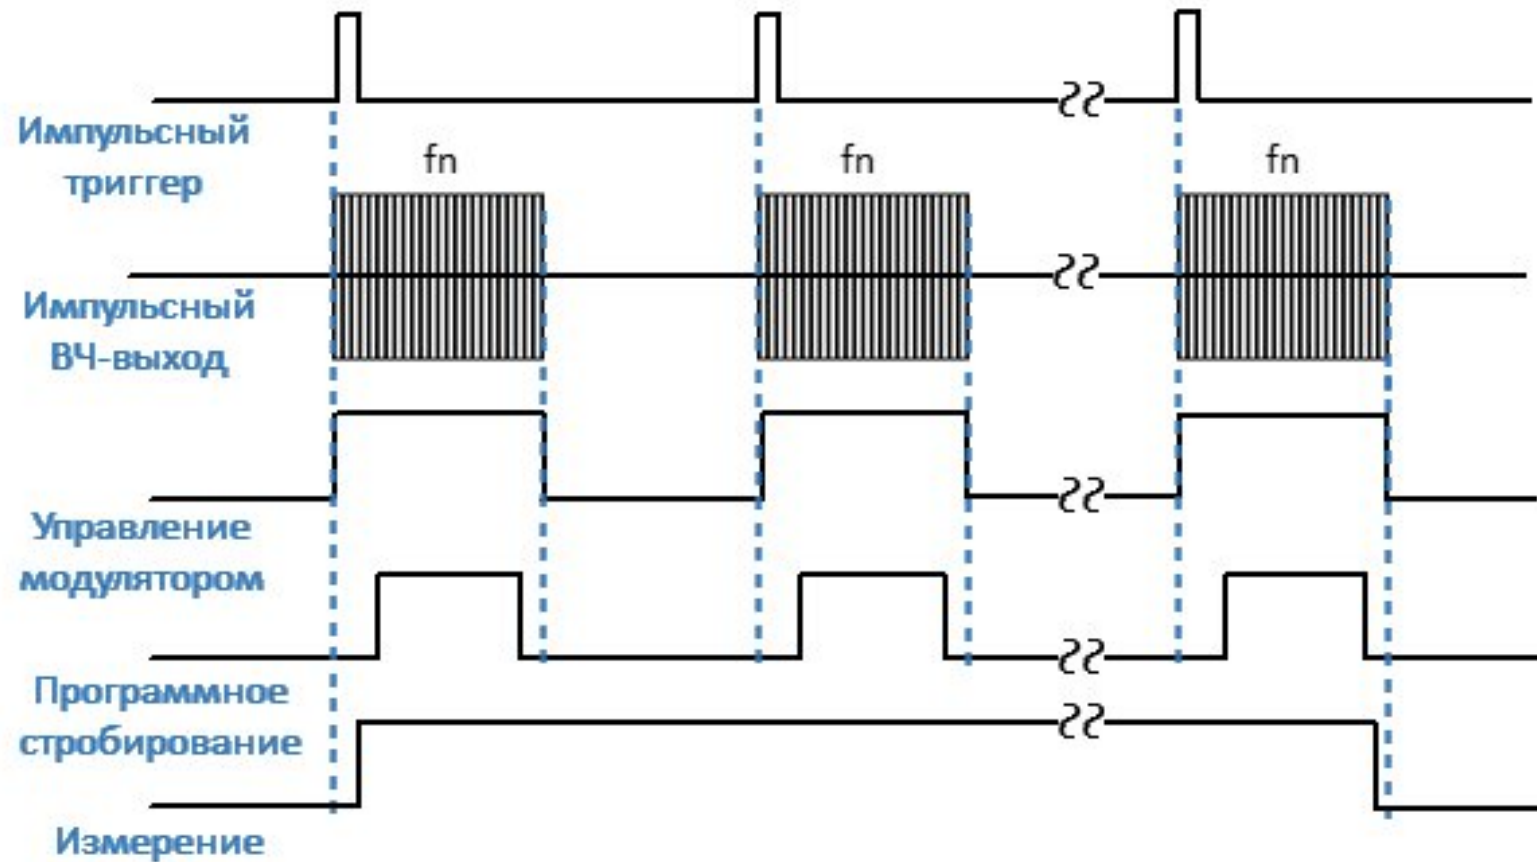 Импульсный
триггер
fn
fn
fn
Импульсный
ВЧ-выход
Управление
модулятором
Программное
стробирование
Измерение